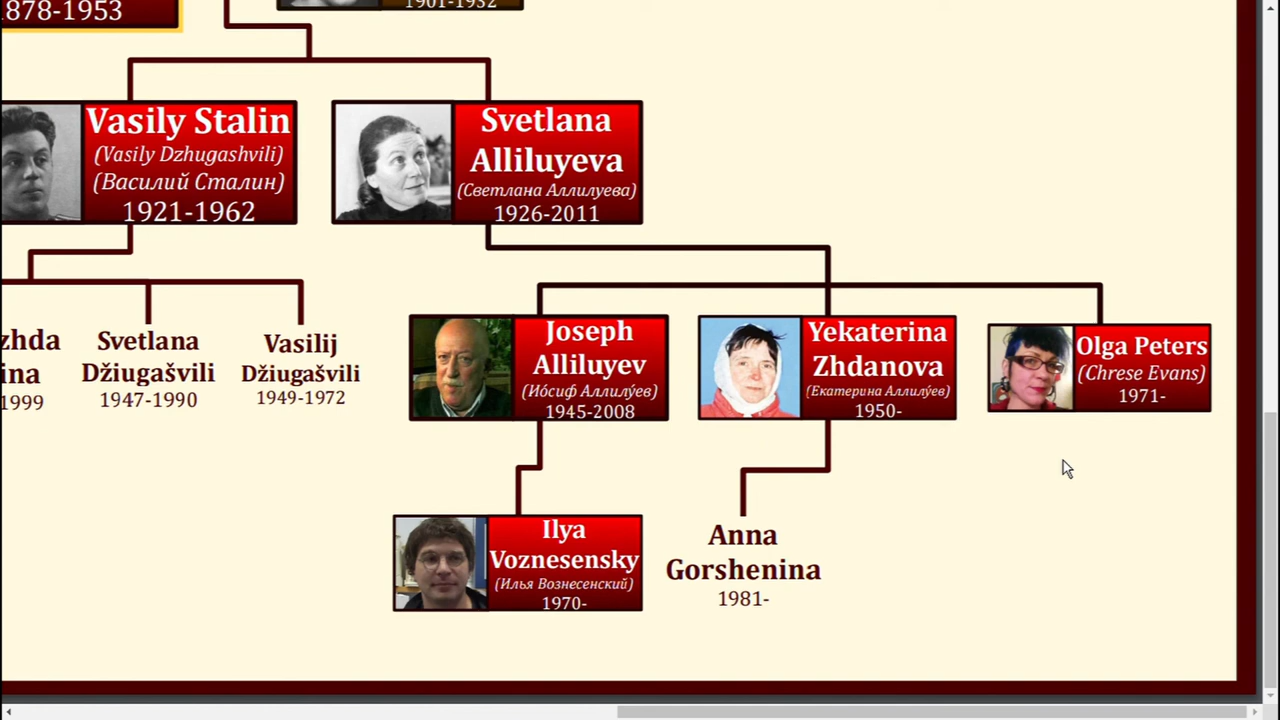 1878-1953
1901-1932
Vasily Stalin
(Vasily Dzhugashvili)
(Василий Сталин)
1921-1962
Svetlana
Alliluyeva
(Светлана Аллилуева)
1926-2011
zhda
ina
1999
Svetlana
Džiugašvili
1947-1990
Vasilij
Džiugašvili
1949-1972
Joseph
Alliluyev
(Ио́сиф Аллилу́ев)
1945-2008
Yekaterina
Zhdanova
(Екатерина Аллилу́ев)
1950-
Olga Peters
(Chrese Evans)
1971-
Ilya
Voznesensky
(Илья Вознесенский)
1970-
Anna
Gorshenina
1981-